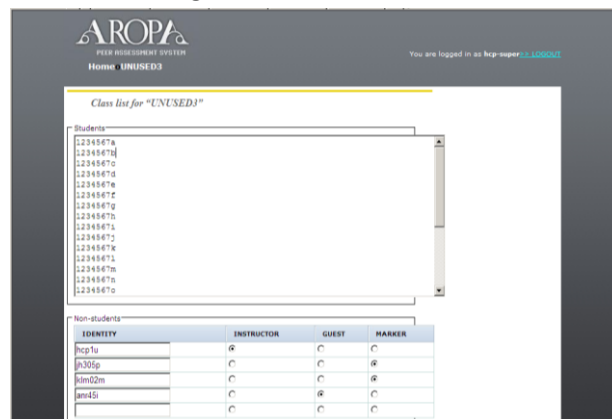 AROPA
PEER ASSESSMENT SYSTEM
You are logged in as hcp-super>> LOGOUT
Home»UNUSED3
Class list for "UNUSED3"
Students
1234567a
1234567b
1234567c
1234567d
1234567e
1234567f
1234567g
1234567h
1234567i
1234567j
1234567k
1234567l
1234567m
1234567n
1234567o
Non-students
IDENTITY INSTRUCTOR GUEST MARKER
hcp1u
jh305p
klm02m
anr45i